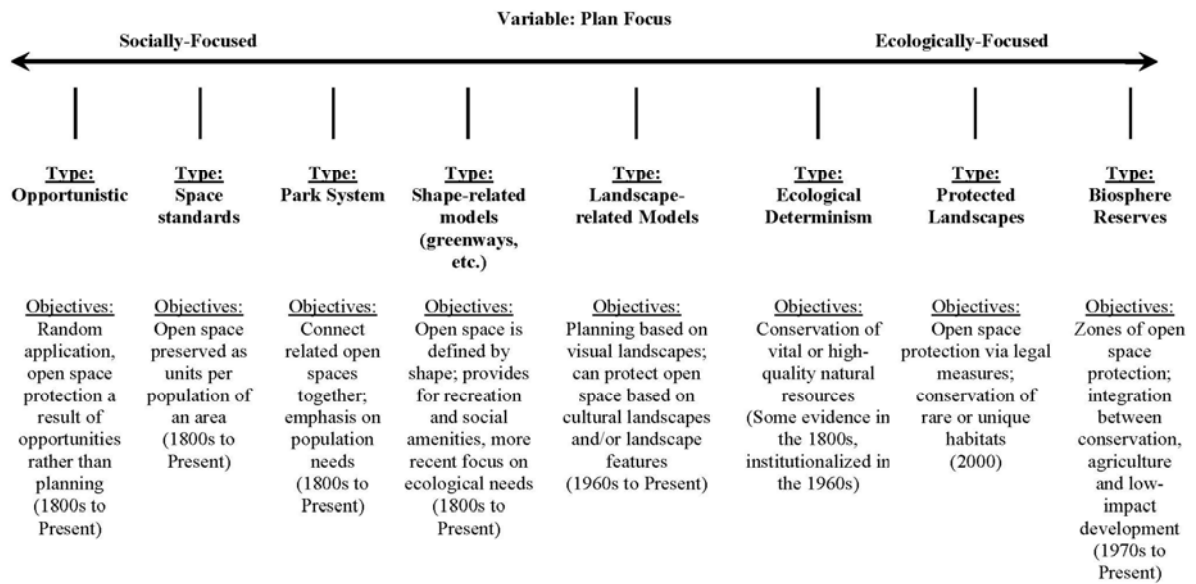 Variable: Plan Focus
Socially-Focused
Ecologically-Focused
Type:
Opportunistic
Type:
Space
standards
Type:
Park System
Type:
Shape-related
models
(greenways,
etc.)
Type:
Landscape-
related Models
Type:
Ecological
Determinism
Type:
Protected
Landscapes
Type:
Biosphere
Reserves
Objectives:
Random
application,
open space
protection a
result of
opportunities
rather than
planning
(1800s to
Present)
Objectives:
Open space
preserved as
units per
population of
an area
(1800s to
Present)
Objectives:
Connect
related open
spaces
together;
emphasis on
population
needs
(1800s to
Present)
Objectives:
Open space is
defined by
shape; provides
for recreation
and social
amenities, more
recent focus on
ecological needs
(1800s to
Present)
Objectives:
Planning based on
visual landscapes;
can protect open
space based on
cultural landscapes
and/or landscape
features
(1960s to Present)
Objectives:
Conservation of
vital or high-
quality natural
resources
(Some evidence in
the 1800s,
institutionalized in
the 1960s)
Objectives:
Open space
protection via legal
measures;
conservation of
rare or unique
habitats
(2000)
Objectives:
Zones of open
space
protection;
integration
between
conservation,
agriculture
and low-
impact
development
(1970s to
Present)